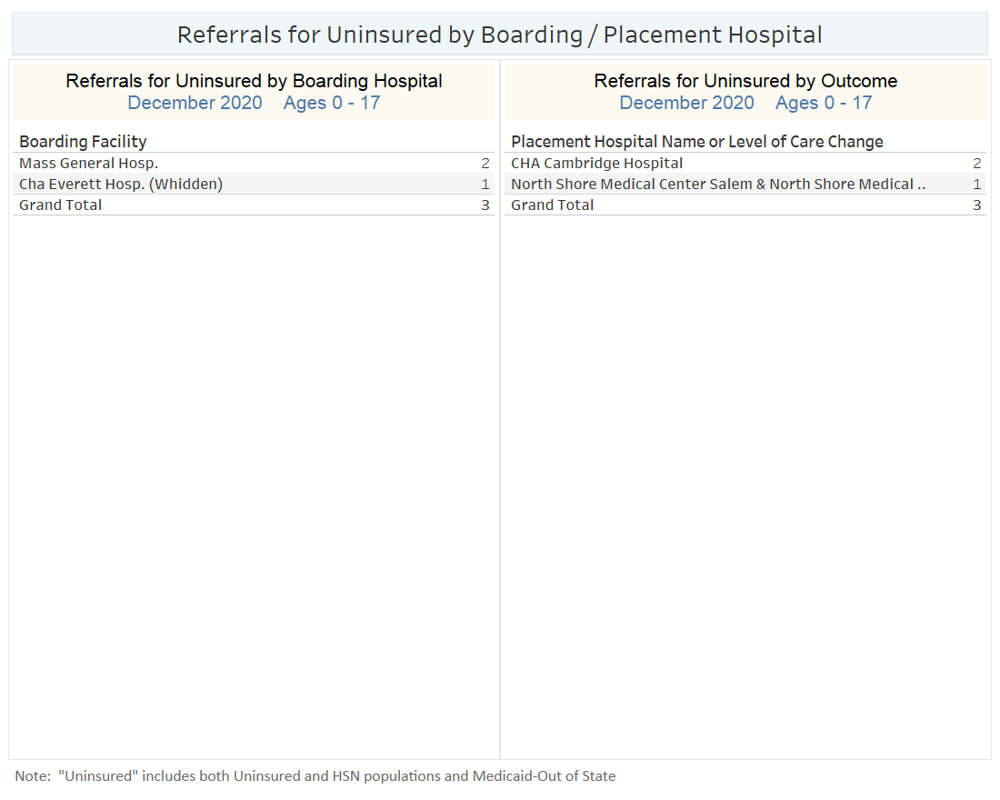 Referrals for Uninsured by Boarding / Placement Hospital
Referrals for Uninsured by Boarding Hospital
December 2020 Ages 0 - 17
Boarding Facility
Mass General Hosp. 2
Cha Everett Hosp. (Whidden) 1
Grand Total 3
Referrals for Uninsured by Outcome
December 2020 Ages 0 - 17
Placement Hospital Name or Level of Care Change
CHA Cambridge Hospital 2
North Shore Medical Center Salem & North Shore Medical .. 1
Grand Total 3
Note: "Uninsured" includes both Uninsured and HSN populations and Medicaid-Out of State